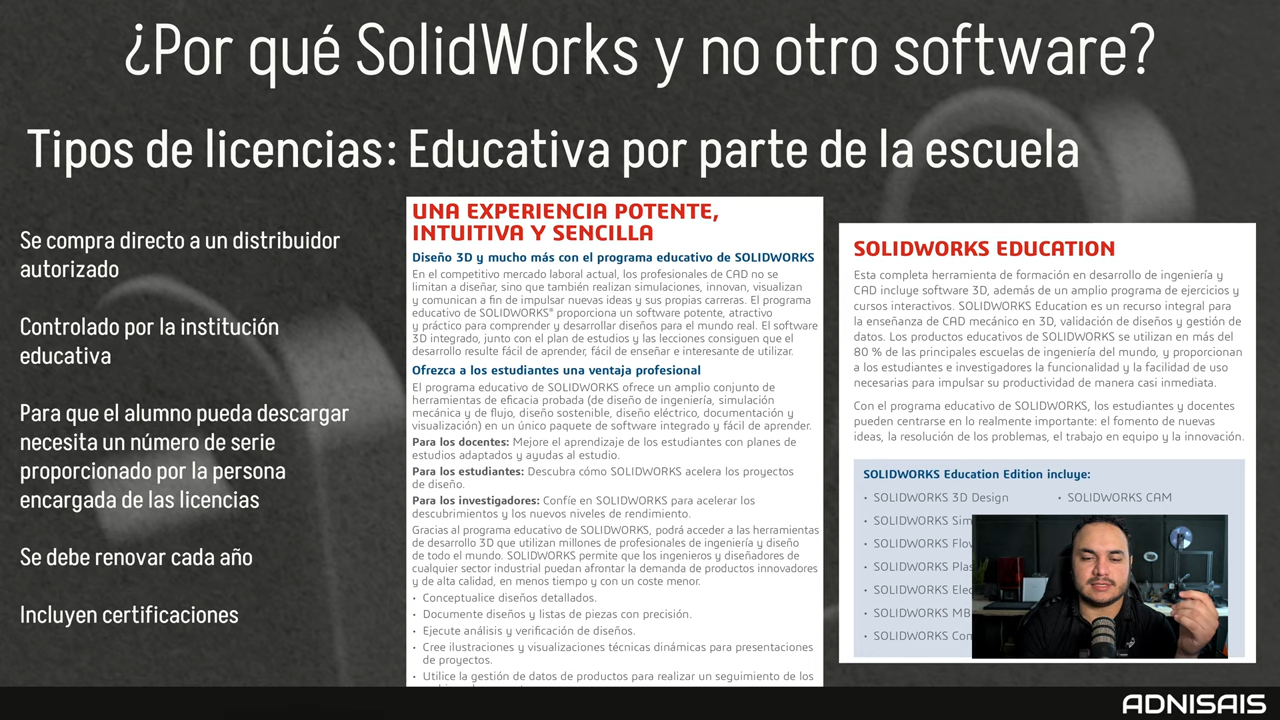 ¿Por qué SolidWorks y no otro software?
Tipos de licencias: Educativa por parte de la escuela
Se compra directo a un distribuidor
autorizado
Controlado por la institución
educativa
Para que el alumno pueda descargar
necesita un número de serie
proporcionado por la persona
encargada de las licencias
Se debe renovar cada año
Incluyen certificaciones
UNA EXPERIENCIA POTENTE,
INTUITIVA Y SENCILLA
Diseño 3D y mucho más con el programa educativo de SOLIDWORKS
En el competitivo mercado laboral actual, los profesionales de CAD no se
limitan a diseñar, sino que también realizan simulaciones, innovan, visualizan
y comunican a fin de impulsar nuevas ideas y sus propias carreras. El programa
educativo de SOLIDWORKS® proporciona un software potente, atractivo
y práctico para comprender y desarrollar diseños para el mundo real. El software
3D integrado, junto con el plan de estudios y las lecciones consiguen que el
desarrollo resulte fácil de aprender, fácil de enseñar e interesante de utilizar.
Ofrezca a los estudiantes una ventaja profesional
El programa educativo de SOLIDWORKS ofrece un amplio conjunto de
herramientas de eficacia probada (de diseño de ingeniería, simulación
mecánica y de flujo, diseño sostenible, diseño eléctrico, documentación y
visualización) en un único paquete de software integrado y fácil de aprender.
Para los docentes: Mejore el aprendizaje de los estudiantes con planes de
estudios adaptados y ayudas al estudio.
Para los estudiantes: Descubra cómo SOLIDWORKS acelera los proyectos
de diseño.
Para los investigadores: Confíe en SOLIDWORKS para acelerar los
descubrimientos y los nuevos niveles de rendimiento.
Gracias al programa educativo de SOLIDWORKS, podrá acceder a las herramientas
de desarrollo 3D que utilizan millones de profesionales de ingeniería y diseño
de todo el mundo. SOLIDWORKS permite que los ingenieros y diseñadores de
cualquier sector industrial puedan afrontar la demanda de productos innovadores
y de alta calidad, en menos tiempo y con un coste menor.
• Conceptualice diseños detallados.
• Documente diseños y listas de piezas con precisión.
• Ejecute análisis y verificación de diseños.
• Cree ilustraciones y visualizaciones técnicas dinámicas para presentaciones
de proyectos.
• Utilice la gestión de datos de productos para realizar un seguimiento de los
SOLIDWORKS EDUCATION
Esta completa herramienta de formación en desarrollo de ingeniería y
CAD incluye software 3D, además de un amplio programa de ejercicios y
cursos interactivos. SOLIDWORKS Education es un recurso integral para
la enseñanza de CAD mecánico en 3D, validación de diseños y gestión de
datos. Los productos educativos de SOLIDWORKS se utilizan en más del
80 % de las principales escuelas de ingeniería del mundo, y proporcionan
a los estudiantes e investigadores la funcionalidad y la facilidad de uso
necesarias para impulsar su productividad de manera casi inmediata.
Con el programa educativo de SOLIDWORKS, los estudiantes y docentes
pueden centrarse en lo realmente importante: el fomento de nuevas
ideas, la resolución de los problemas, el trabajo en equipo y la innovación.
SOLIDWORKS Education Edition incluye:
• SOLIDWORKS 3D Design
• SOLIDWORKS CAM
• SOLIDWORKS Sim
• SOLIDWORKS Flo
• SOLIDWORKS Plas
• SOLIDWORKS Elec
• SOLIDWORKS MB
• SOLIDWORKS Con
ADNISAIS